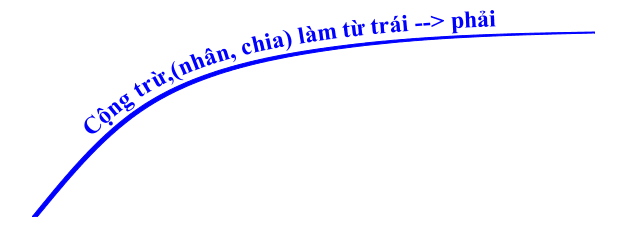 Cộng trừ,(nhân, chia) làm từ trái --> phải